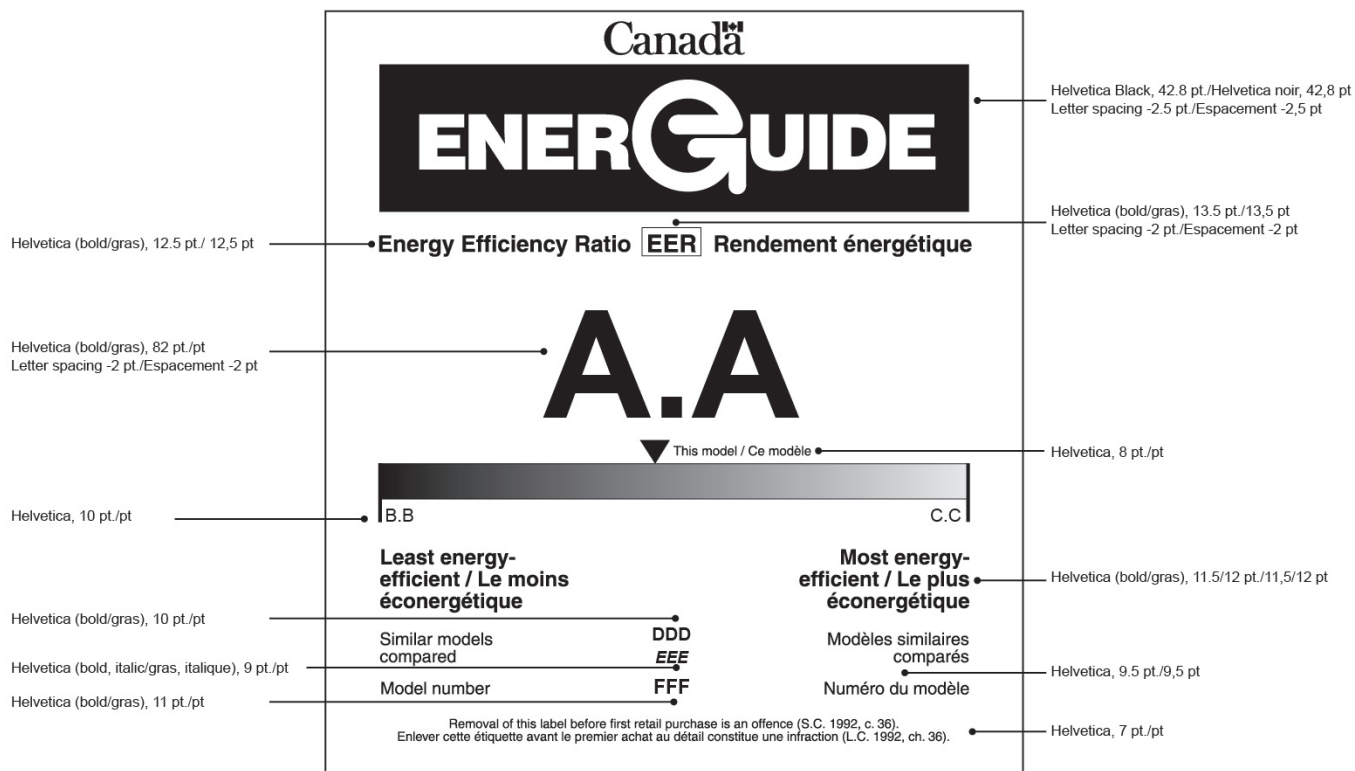 Canada
ENERGUIDE
Helvetica Black, 42.8 pt./Helvetica noir, 42,8 pt
Letter spacing -2.5 pt./Espacement -2,5 pt
Helvetica (bold/gras), 13.5 pt./13,5 pt
Letter spacing -2 pt./Espacement -2 pt
Helvetica (bold/gras), 12.5 pt./ 12,5 pt
Energy Efficiency Ratio EER Rendement énergétique
Helvetica (bold/gras), 82 pt./pt
Letter spacing -2 pt./Espacement -2 pt
A.A
This model / Ce modèle
Helvetica, 8 pt./pt
Helvetica, 10 pt./pt
B.B
C.C
Least energy-
efficient / Le moins
éconergétique
Most energy-
efficient / Le plus
éconergétique
Helvetica (bold/gras), 11.5/12 pt./11,5/12 pt
Helvetica (bold/gras), 10 pt./pt
Similar models
compared
DDD
EEE
Modèles similaires
comparés
Helvetica (bold, italic/gras, italique), 9 pt./pt
Helvetica, 9.5 pt./9,5 pt
Model number
FFF
Numéro du modèle
Helvetica (bold/gras), 11 pt./pt
Removal of this label before first retail purchase is an offence (S.C. 1992, c. 36).
Enlever cette étiquette avant le premier achat au détail constitue une infraction (L.C. 1992, ch. 36).
Helvetica, 7 pt./pt